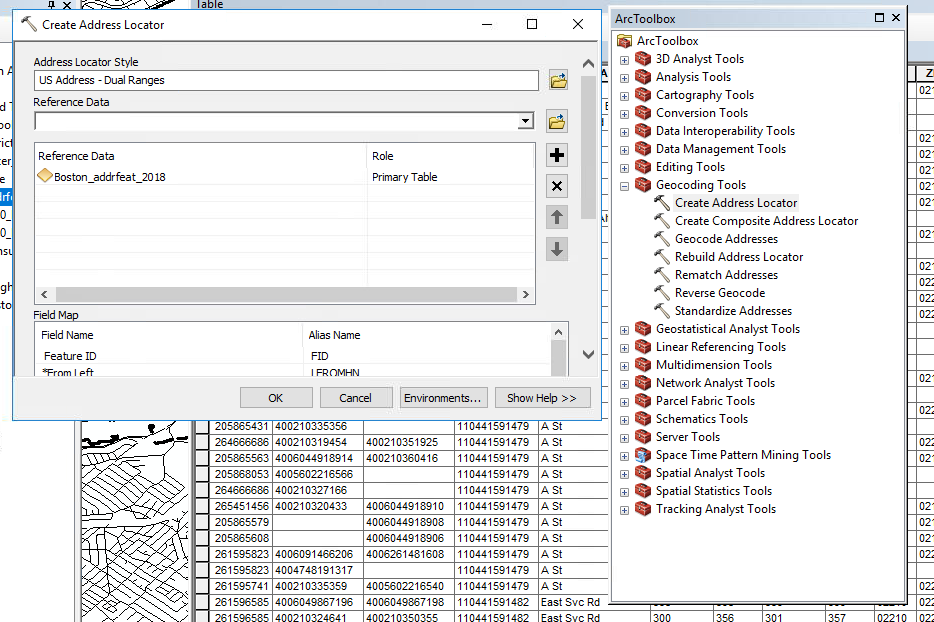 Table
Create Address Locator
Address Locator Style
US Address - Dual Ranges
Reference Data
Reference Data Role
Boston_addrfeat_2018 Primary Table
Field Map
Field Name Alias Name
Feature ID FID
*From Left LFROMHN
OK Cancel Environments... Show Help >>
ArcToolbox
ArcToolbox
3D Analyst Tools
Analysis Tools
Cartography Tools
Conversion Tools
Data Interoperability Tools
Data Management Tools
Editing Tools
Geocoding Tools
Create Address Locator
Create Composite Address Locator
Geocode Addresses
Rebuild Address Locator
Rematch Addresses
Reverse Geocode
Standardize Addresses
Geostatistical Analyst Tools
Linear Referencing Tools
Multidimension Tools
Network Analyst Tools
Parcel Fabric Tools
Schematics Tools
Server Tools
Space Time Pattern Mining Tools
Spatial Analyst Tools
Spatial Statistics Tools
Tracking Analyst Tools
205865431 400210335356 110441591479 A St
264666686 400210319454 400210351925 110441591479 A St
205865563 4006044918914 400210360416 110441591479 A St
205868053 4005602216566 110441591479 A St
264666686 400210327166 110441591479 A St
265451456 400210320433 4006044918910 110441591479 A St
205865579 4006044918908 110441591479 A St
205865608 4006044918906 110441591479 A St
261595823 4006091466206 4006261481608 110441591479 A St
261595823 4004748191317 110441591479 A St
261595741 400210335359 4005602216540 110441591479 A St
261596585 4006049867196 4006049867198 110441591482 East Svc Rd 300 356 301 357 02210
261596585 400210324641 400210350355 110441591482 East Svc Rd 300 356 301 357 02210